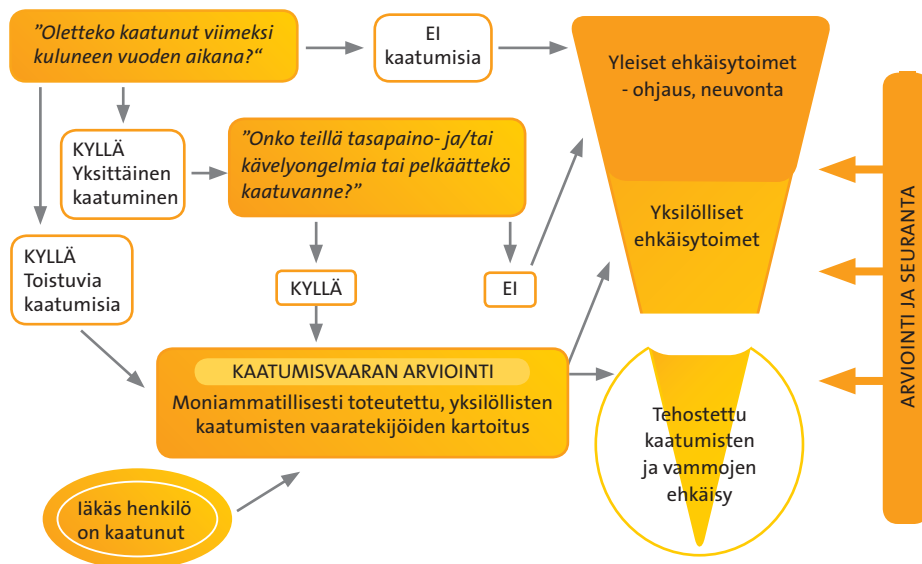 ”Oletteko kaatunut viimeksi
kuluneen vuoden aikana?“
EI
kaatumisia
Yleiset ehkäisytoimet
- ohjaus, neuvonta
KYLLÄ
Yksittäinen
kaatuminen
”Onko teillä tasapaino- ja/tai
kävelyongelmia tai pelkäättekö
kaatuvanne?”
Yksilölliset
ehkäisytoimet
KYLLÄ
Toistuvia
kaatumisia
KYLLÄ
EI
KAATUMISVAARAN ARVIOINTI
Moniammatillisesti toteutettu, yksilöllisten
kaatumisten vaaratekijöiden kartoitus
Tehostettu
kaatumisten
ja vammojen
ehkäisy
Iäkäs henkilö
on kaatunut
ARVIOINTI JA SEURANTA